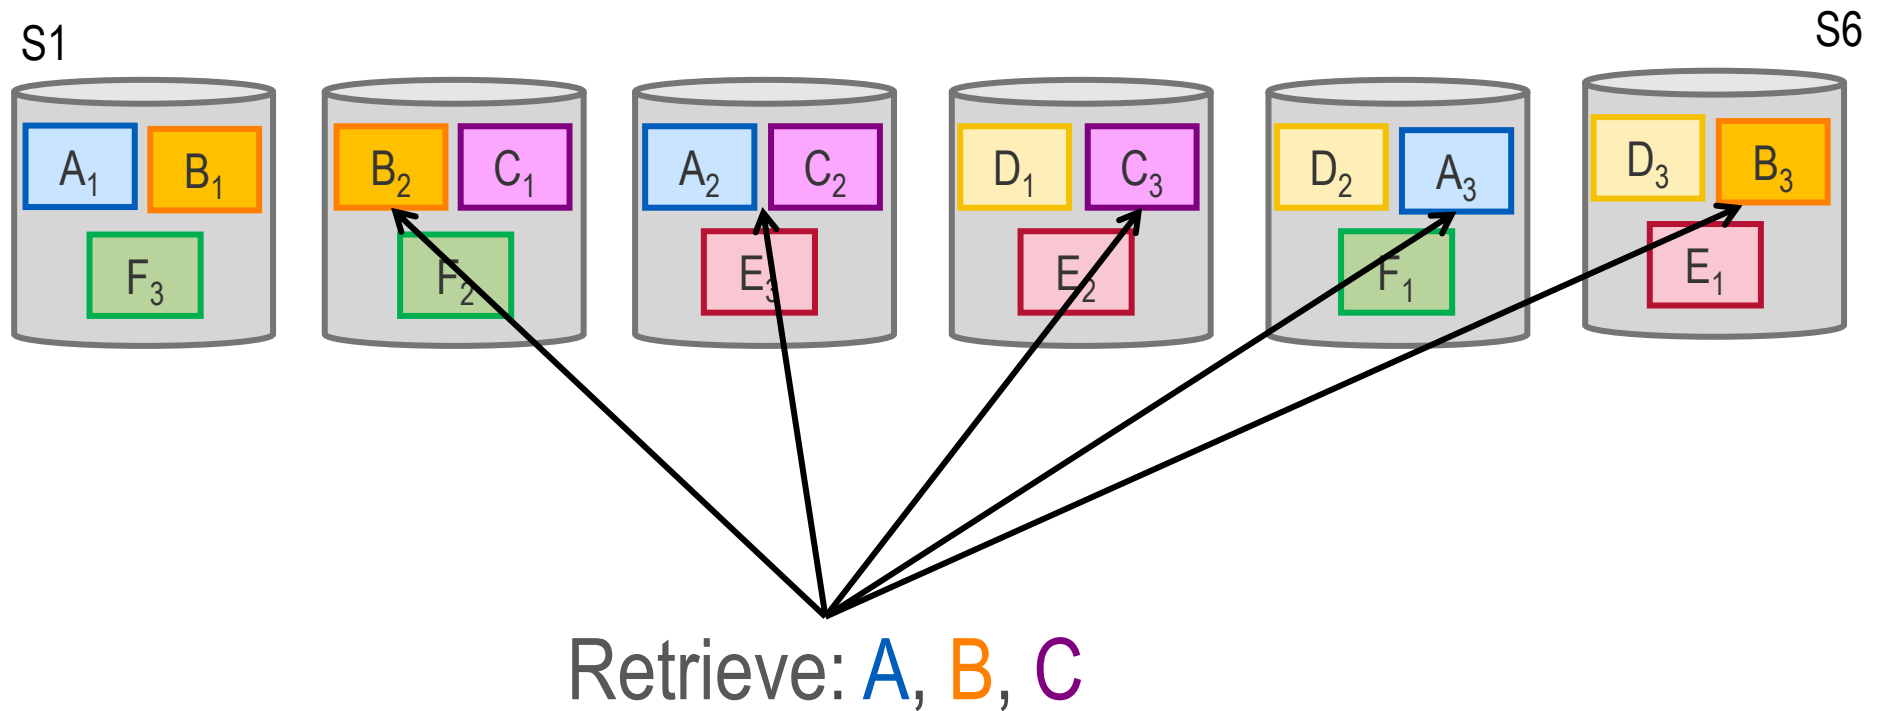 S1
S6
A1 B1 B2 C1 A2 C2 D1 C3 D2 A3 D3 B3
F3 F2 E3 E2 F1 E1
Retrieve: A, B, C